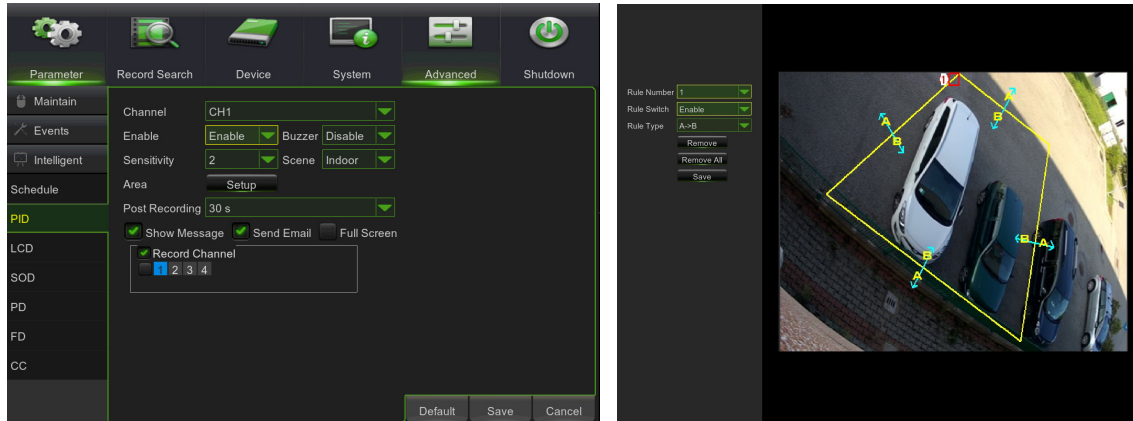 Parameter Record Search Device System Advanced Shutdown
Maintain
Events
Intelligent
Schedule
PID
LCD
SOD
PD
FD
CC
Channel CH1
Enable Enable Buzzer Disable
Sensitivity 2 Scene Indoor
Area Setup
Post Recording 30 s
Show Message Send Email Full Screen
Record Channel
1 2 3 4
Default Save Cancel
Rule Number 1
Rule Switch Enable
Rule Type A->B
Remove
Remove All
Save
1
A
B
A
B
B
A
B
A